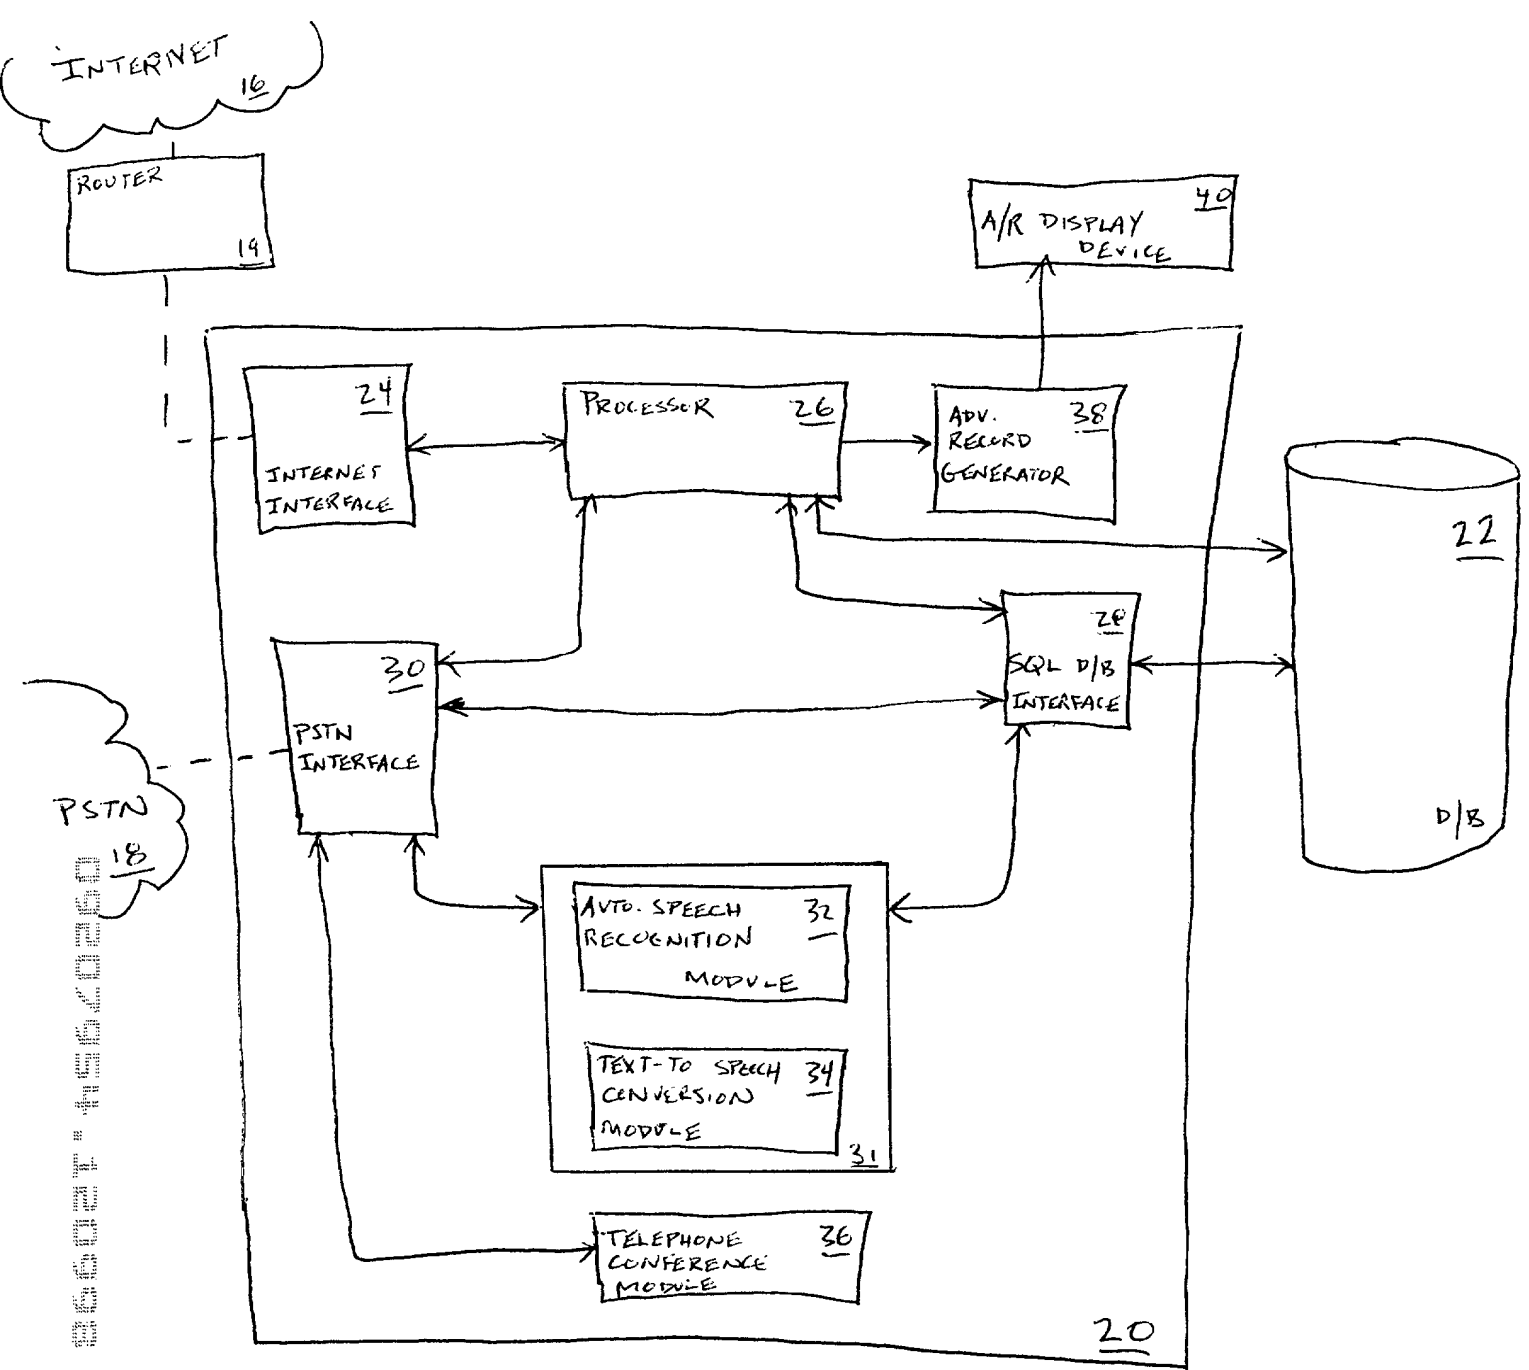 INTERNET
16
ROUTER
19
40
A/R DISPLAY
DEVICE
24
INTERNET
INTERFACE
PROCESSOR 26
ADV. 38
RECORD
GENERATOR
22
D/B
28
SQL D/B
INTERFACE
30
PSTN
INTERFACE
PSTN
18
AUTO. SPEECH 32
RECOGNITION
MODULE
TEXT-TO SPEECH 34
CONVERSION
MODULE
31
TELEPHONE 36
CONFERENCE
MODULE
20